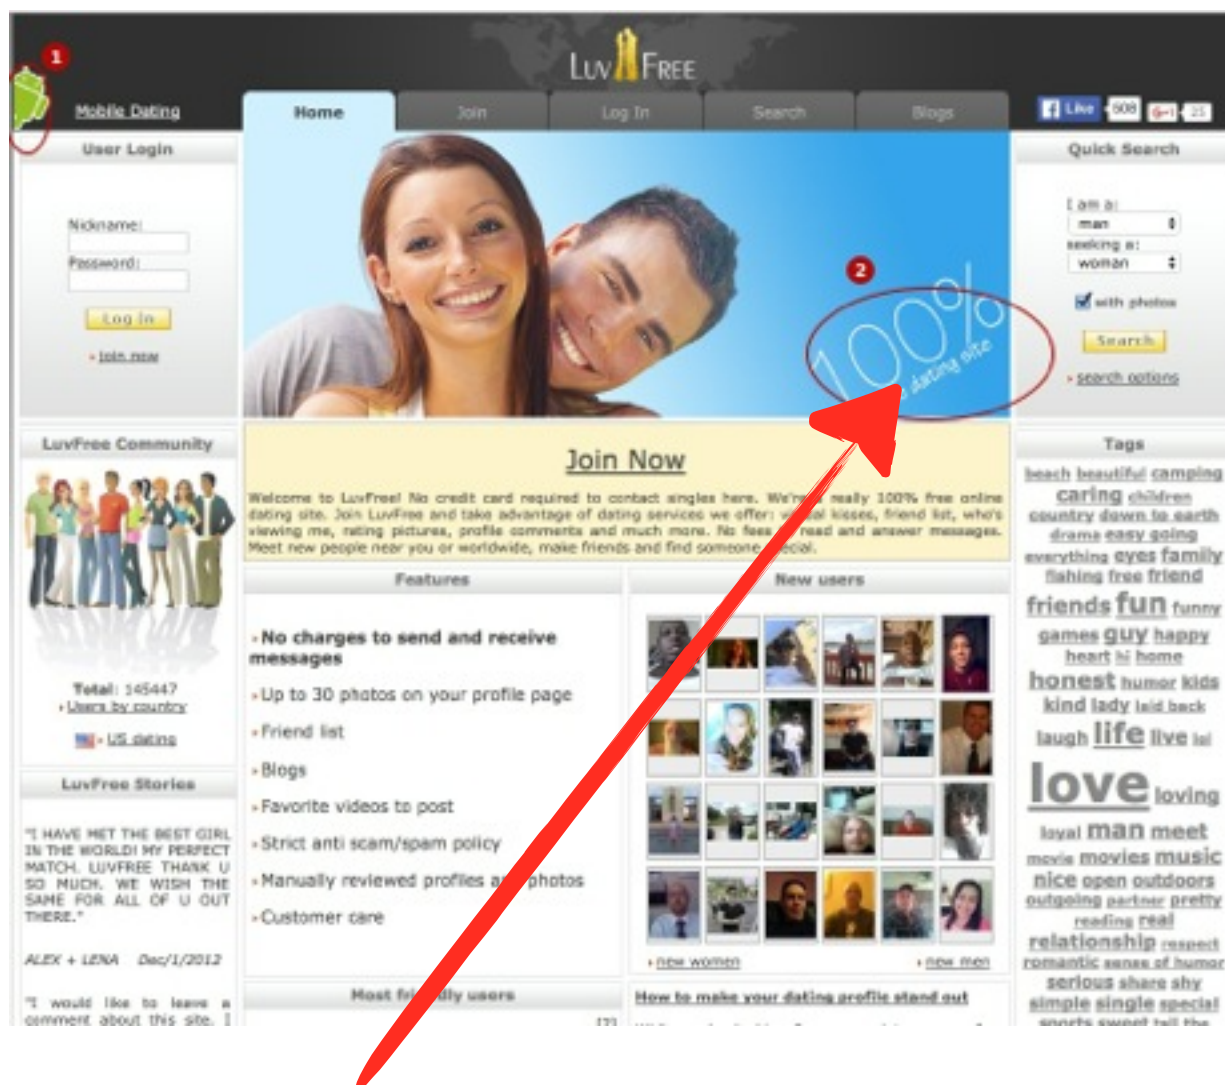 1
LUV FREE
Mobile Dating
Home
Join
Log In
Search
Blogs
Like
508
User Login
Nickname:
Password:
Log In
join now
2
100%
dating site
Quick Search
I am a:
man
seeking a:
woman
with photos
Search
search options
LuvFree Community
Total: 145447
Users by country
US dating
LuvFree Stories
"I HAVE MET THE BEST GIRL
IN THE WORLD! MY PERFECT
MATCH. LUVFREE THANK U
SO MUCH. WE WISH THE
SAME FOR ALL OF U OUT
THERE."
ALEX + LENA Dec/1/2012
"I would like to leave a
comment about this site. I
Join Now
Welcome to LuvFree! No credit card required to contact singles here. We're a really 100% free online
dating site. Join LuvFree and take advantage of dating services we offer: kisses, friend list, who's
viewing me, rating pictures, profile comments and much more. No fees read and answer messages.
Meet new people near you or worldwide, make friends and find someone special.
Features
No charges to send and receive
messages
Up to 30 photos on your profile page
Friend list
Blogs
Favorite videos to post
Strict anti scam/spam policy
Manually reviewed profiles photos
Customer care
Most users
New users
new women
new men
How to make your dating profile stand out
Tags
beach beautiful camping
caring children
country down to earth
drama easy going
everything eyes family
fishing free friend
friends fun funny
games guy happy
heart hi home
honest humor kids
kind lady laid back
laugh life live lol
love loving
loyal man meet
movie movies music
nice open outdoors
outgoing partner pretty
reading real
relationship respect
romantic sense of humor
serious share shy
simple single special
sports sweet tall the